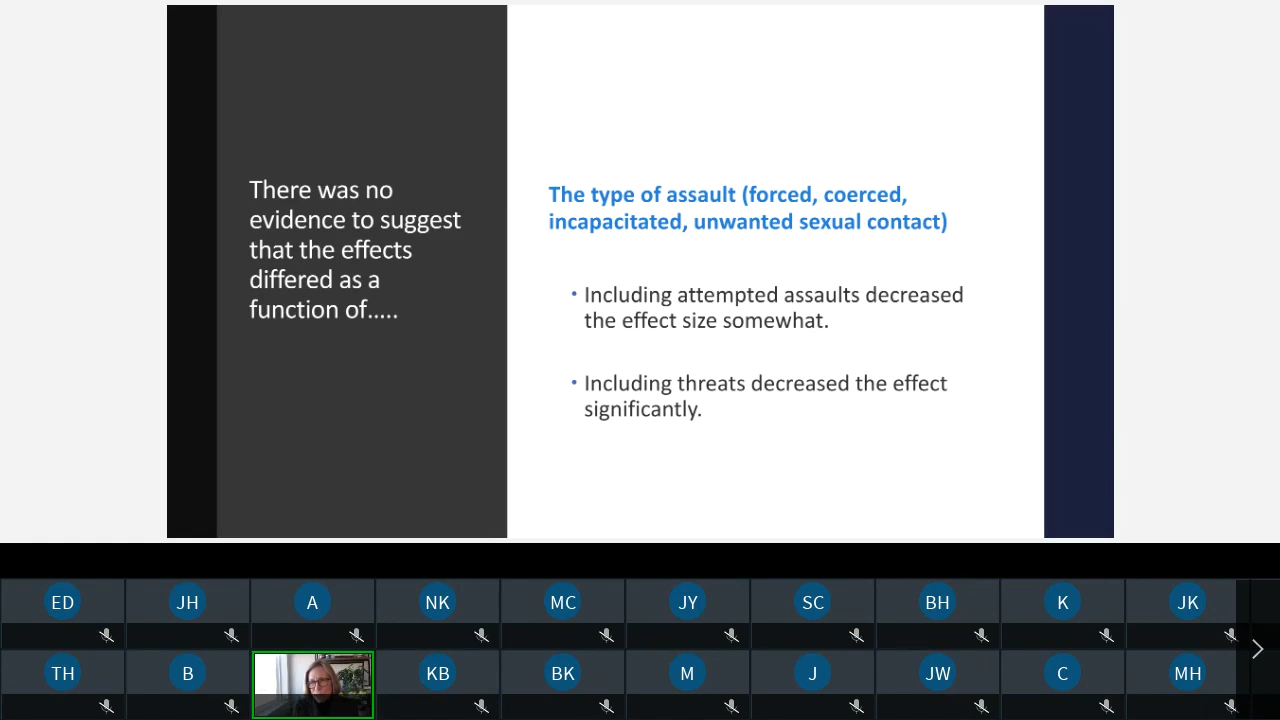 There was no
evidence to suggest
that the effects
differed as a
function of.....
The type of assault (forced, coerced,
incapacitated, unwanted sexual contact)
• Including attempted assaults decreased
the effect size somewhat.
• Including threats decreased the effect
significantly.
ED JH A NK MC JY SC BH K JK
TH B KB BK M J JW C MH